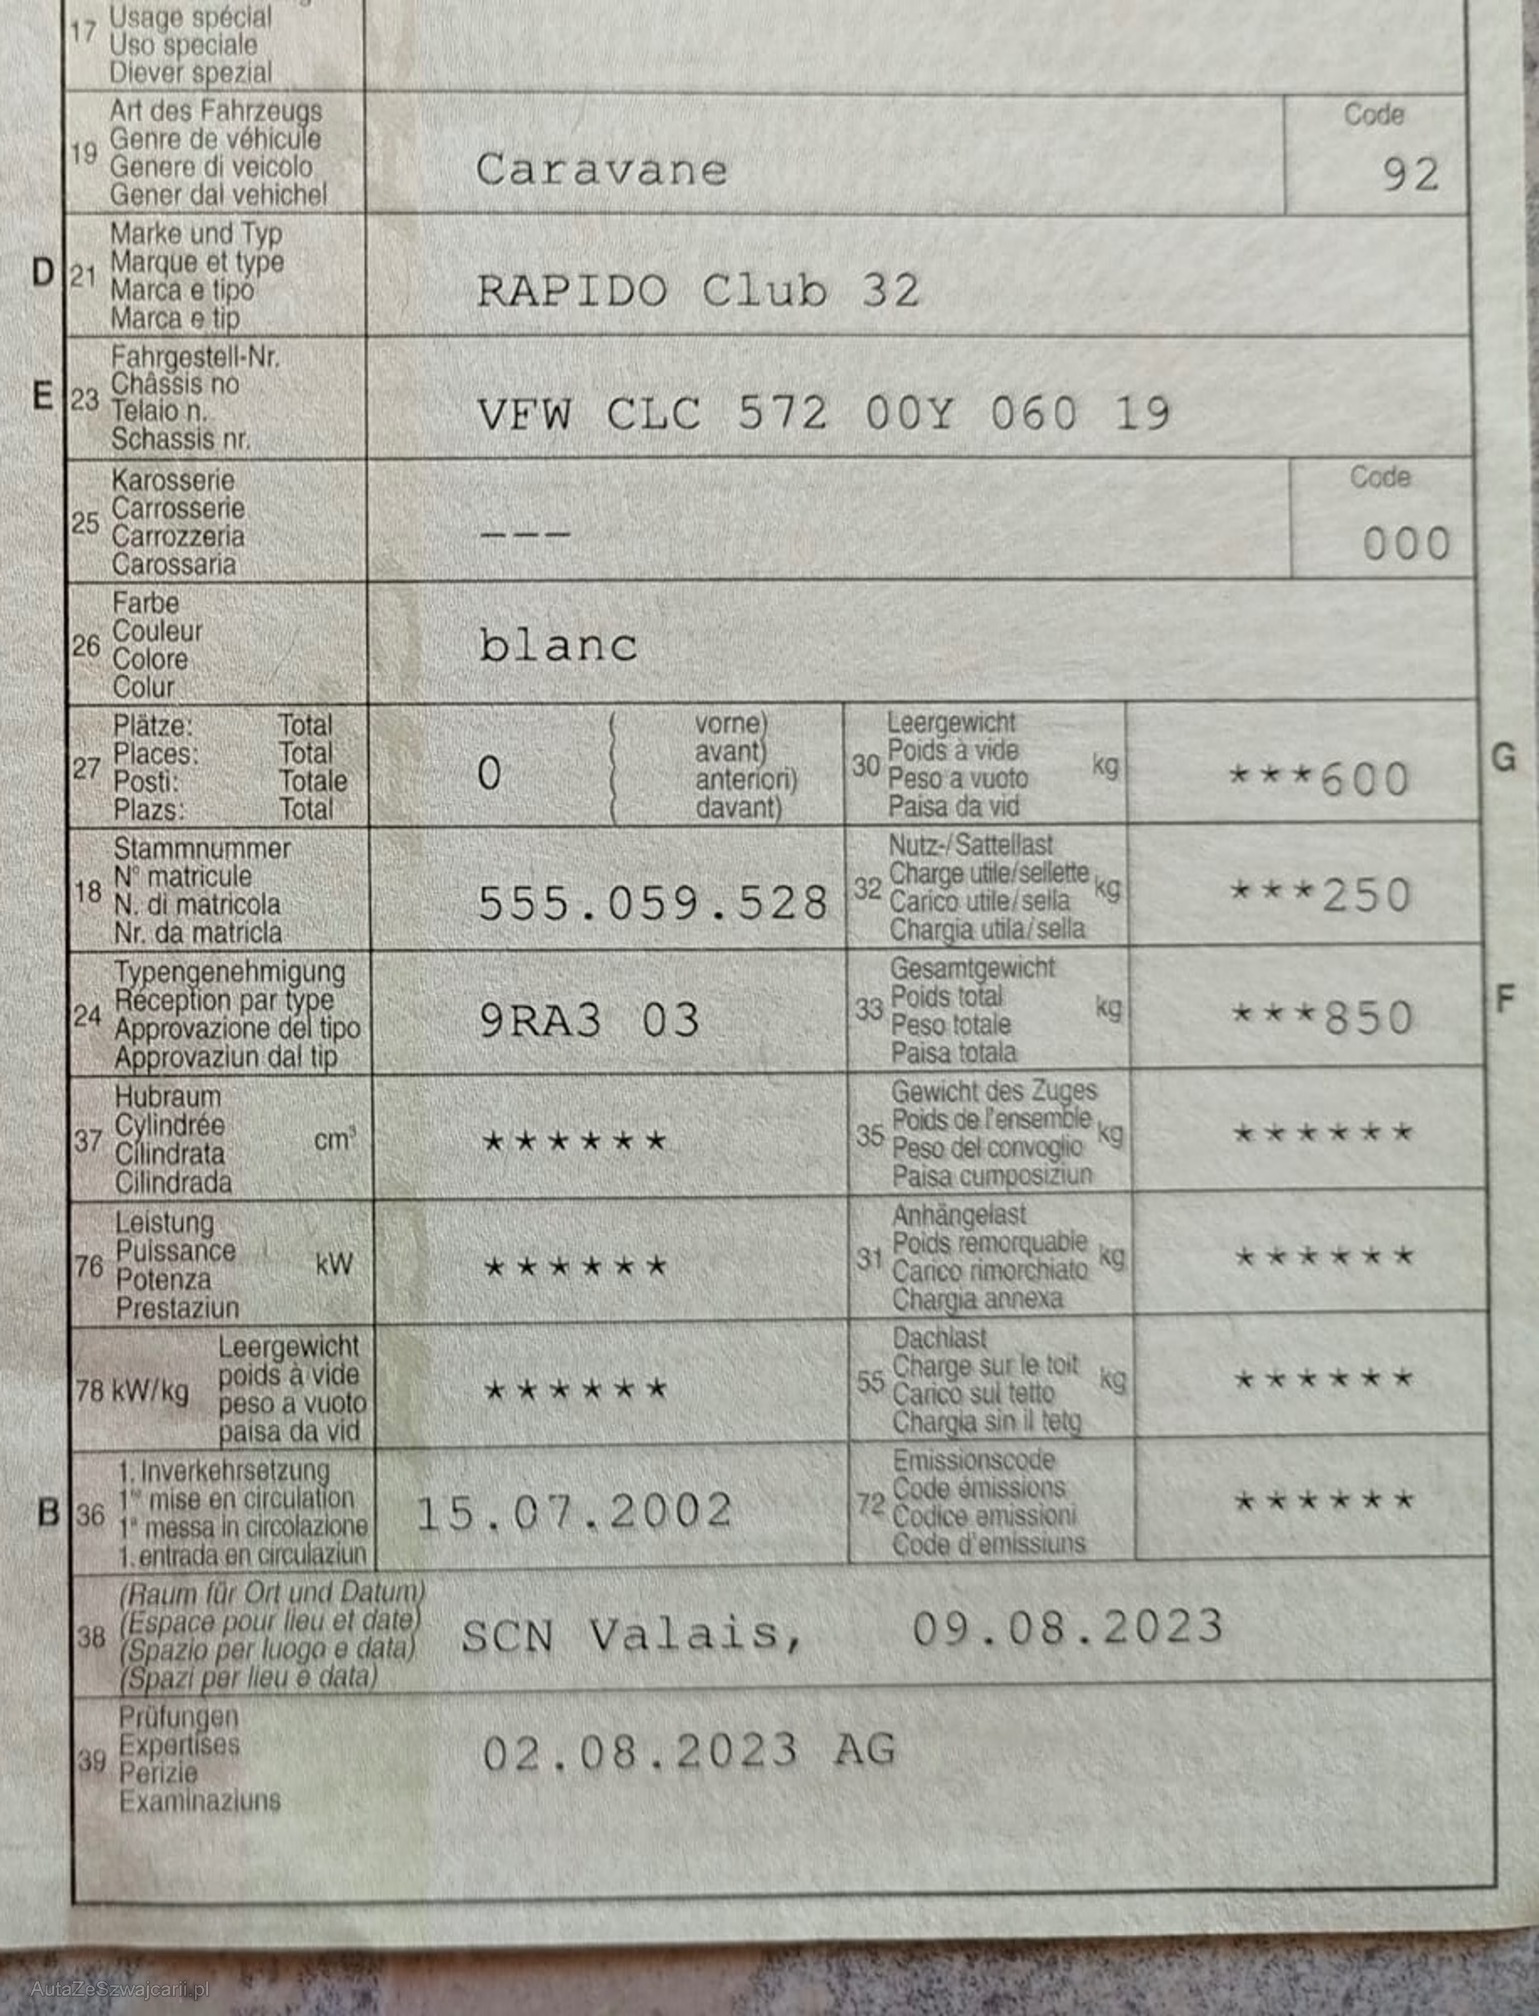 17 Usage spécial
Uso speciale
Diever spezial
19 Art des Fahrzeugs
Genre de véhicule
Genere di veicolo
Gener dal vehichel
Caravane
Code
92
D 21 Marke und Typ
Marque et type
Marca e tipo
Marca e tip
RAPIDO Club 32
E 23 Fahrgestell-Nr.
Châssis no
Telaio n.
Schassis nr.
VFW CLC 572 00Y 060 19
25 Karosserie
Carrosserie
Carrozzeria
Carossaria
---
Code
000
26 Farbe
Couleur
Colore
Colur
blanc
27 Plätze: Total
Places: Total
Posti: Totale
Plazs: Total
0
( vorne)
( avant)
( anteriori)
( davant)
30 Leergewicht
Poids à vide
Peso a vuoto
Paisa da vid
kg
***600
G
18 Stammnummer
N° matricule
N. di matricola
Nr. da matricla
555.059.528
32 Nutz-/Sattellast
Charge utile/sellette
Carico utile/sella
Chargia utila/sella
kg
***250
24 Typengenehmigung
Réception par type
Approvazione del tipo
Approvaziun dal tip
9RA3 03
33 Gesamtgewicht
Poids total
Peso totale
Paisa totala
kg
***850
F
37 Hubraum
Cylindrée
Cilindrata
Cilindrada
cm³
******
35 Gewicht des Zuges
Poids de l'ensemble
Peso del convoglio
Paisa cumposiziun
kg
******
76 Leistung
Puissance
Potenza
Prestaziun
kW
******
31 Anhängelast
Poids remorquable
Carico rimorchiato
Chargia annexa
kg
******
78 kW/kg
Leergewicht
poids à vide
peso a vuoto
paisa da vid
******
55 Dachlast
Charge sur le toit
Carico sul tetto
Chargia sin il tetg
kg
******
B 36 1. Inverkehrsetzung
1re mise en circulation
1a messa in circolazione
1. entrada en circulaziun
15.07.2002
72 Emissionscode
Code émissions
Codice emissioni
Code d'emissiuns
******
38 (Raum für Ort und Datum)
(Espace pour lieu et date)
(Spazio per luogo e data)
(Spazi per lieu e data)
SCN Valais, 09.08.2023
39 Prüfungen
Expertises
Perizie
Examinaziuns
02.08.2023 AG
AutaZeSzwajcarii.pl